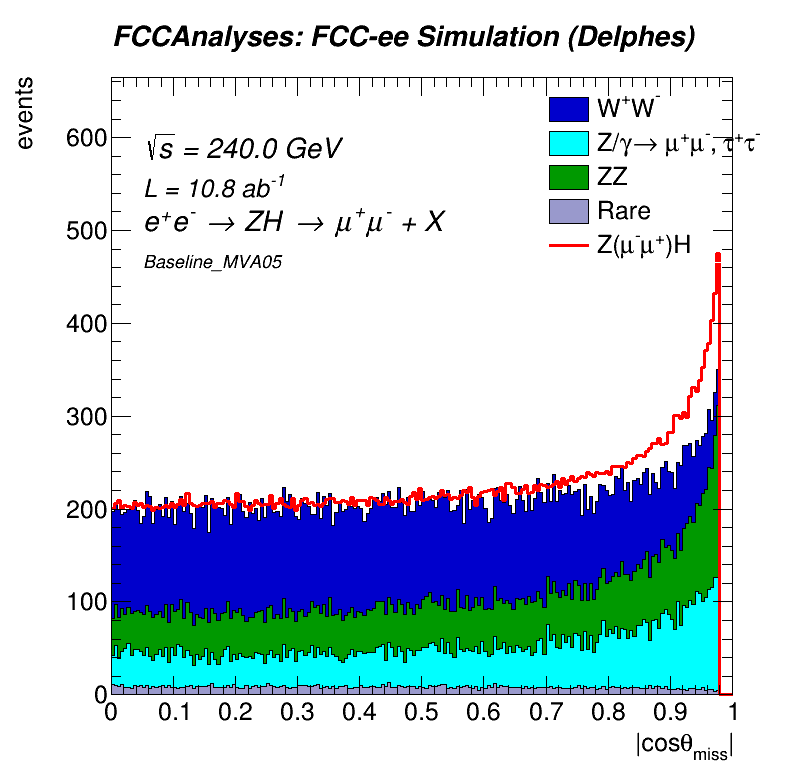 FCCAnalyses: FCC-ee Simulation (Delphes)
events
600
500
400
300
200
100
0
√s = 240.0 GeV
L = 10.8 ab⁻¹
e⁺e⁻ → ZH → μ⁺μ⁻ + X
Baseline_MVA05
W⁺W⁻
Z/γ→ μ⁺μ⁻, τ⁺τ⁻
ZZ
Rare
Z(μ⁻μ⁺)H
0 0.1 0.2 0.3 0.4 0.5 0.6 0.7 0.8 0.9 1
|cosθ_miss|